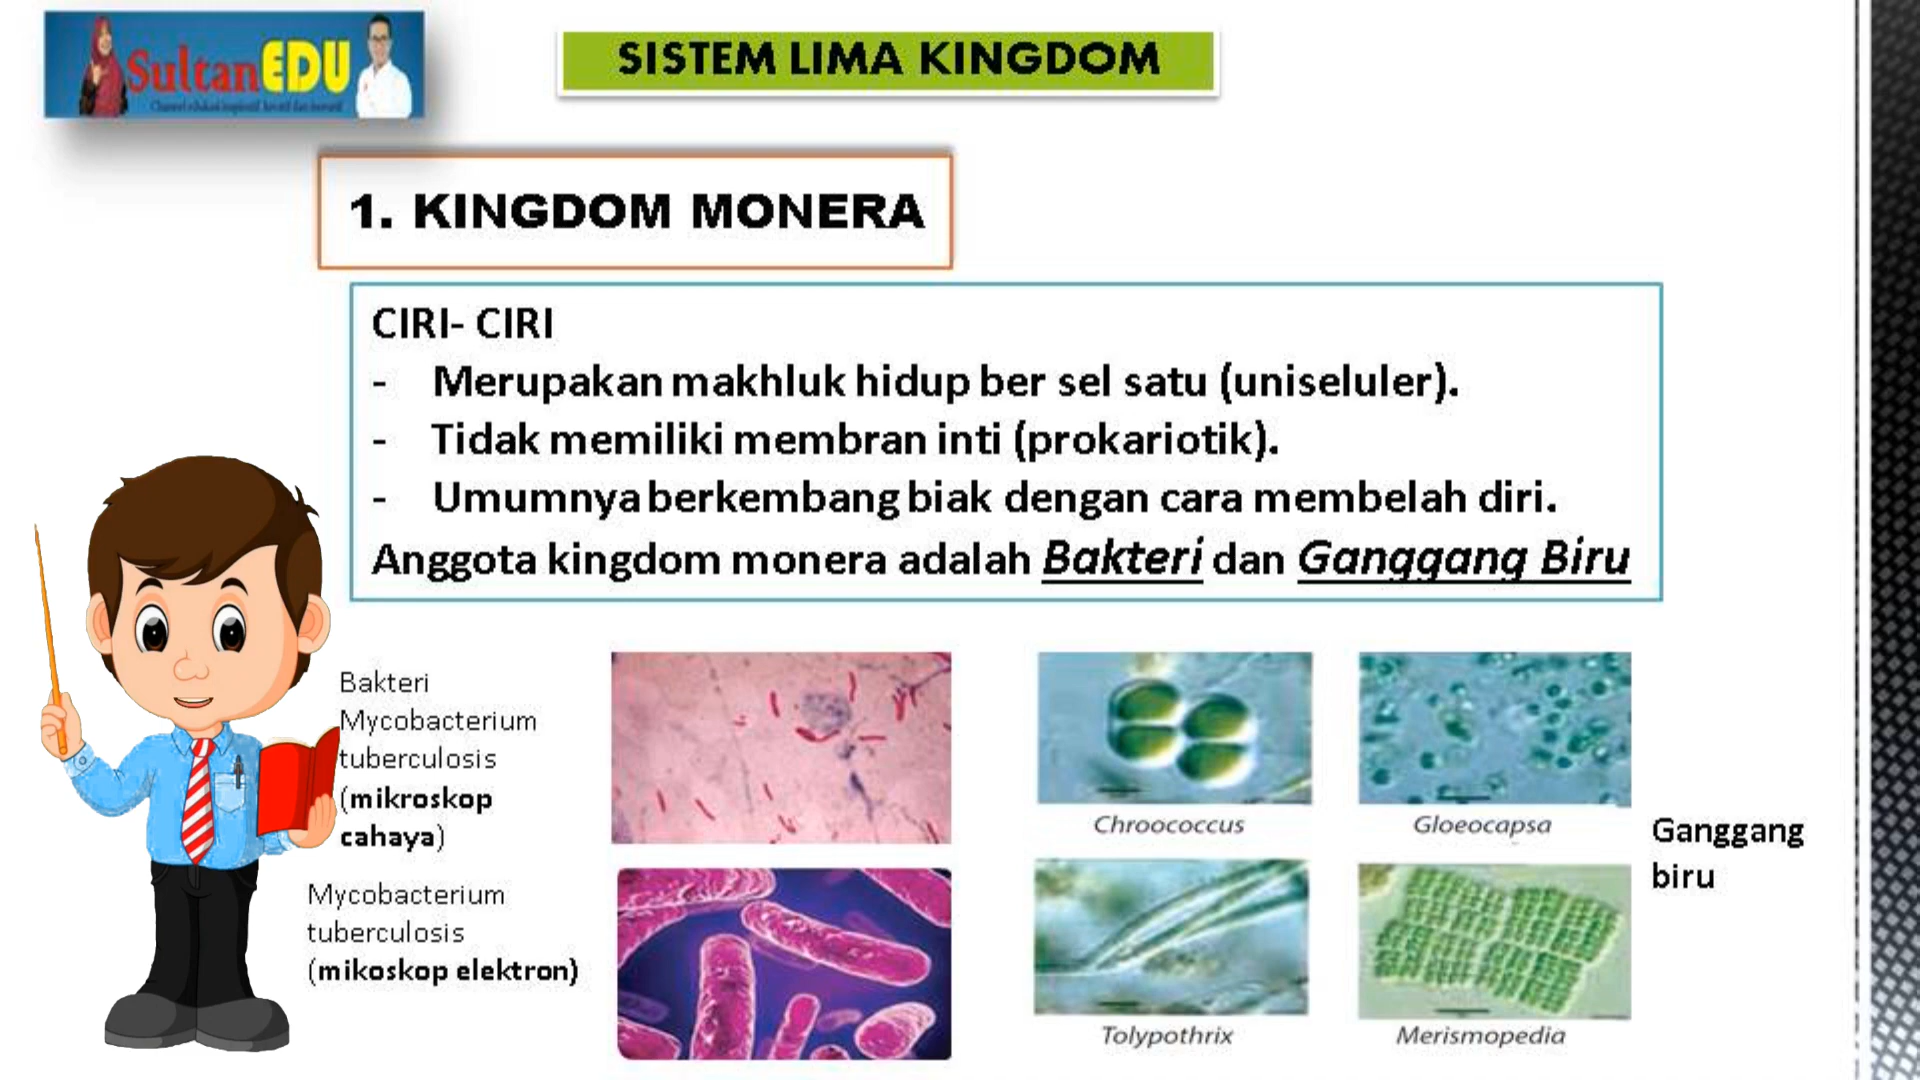 SultanEDU
SISTEM LIMA KINGDOM
1. KINGDOM MONERA
CIRI- CIRI
- Merupakan makhluk hidup ber sel satu (uniseluler).
- Tidak memiliki membran inti (prokariotik).
- Umumnya berkembang biak dengan cara membelah diri.
Anggota kingdom monera adalah Bakteri dan Ganggang Biru
Bakteri
Mycobacterium
tuberculosis
(mikroskop
cahaya)
Mycobacterium
tuberculosis
(mikoskop elektron)
Chroococcus
Gloeocapsa
Tolypothrix
Merismopedia
Ganggang
biru